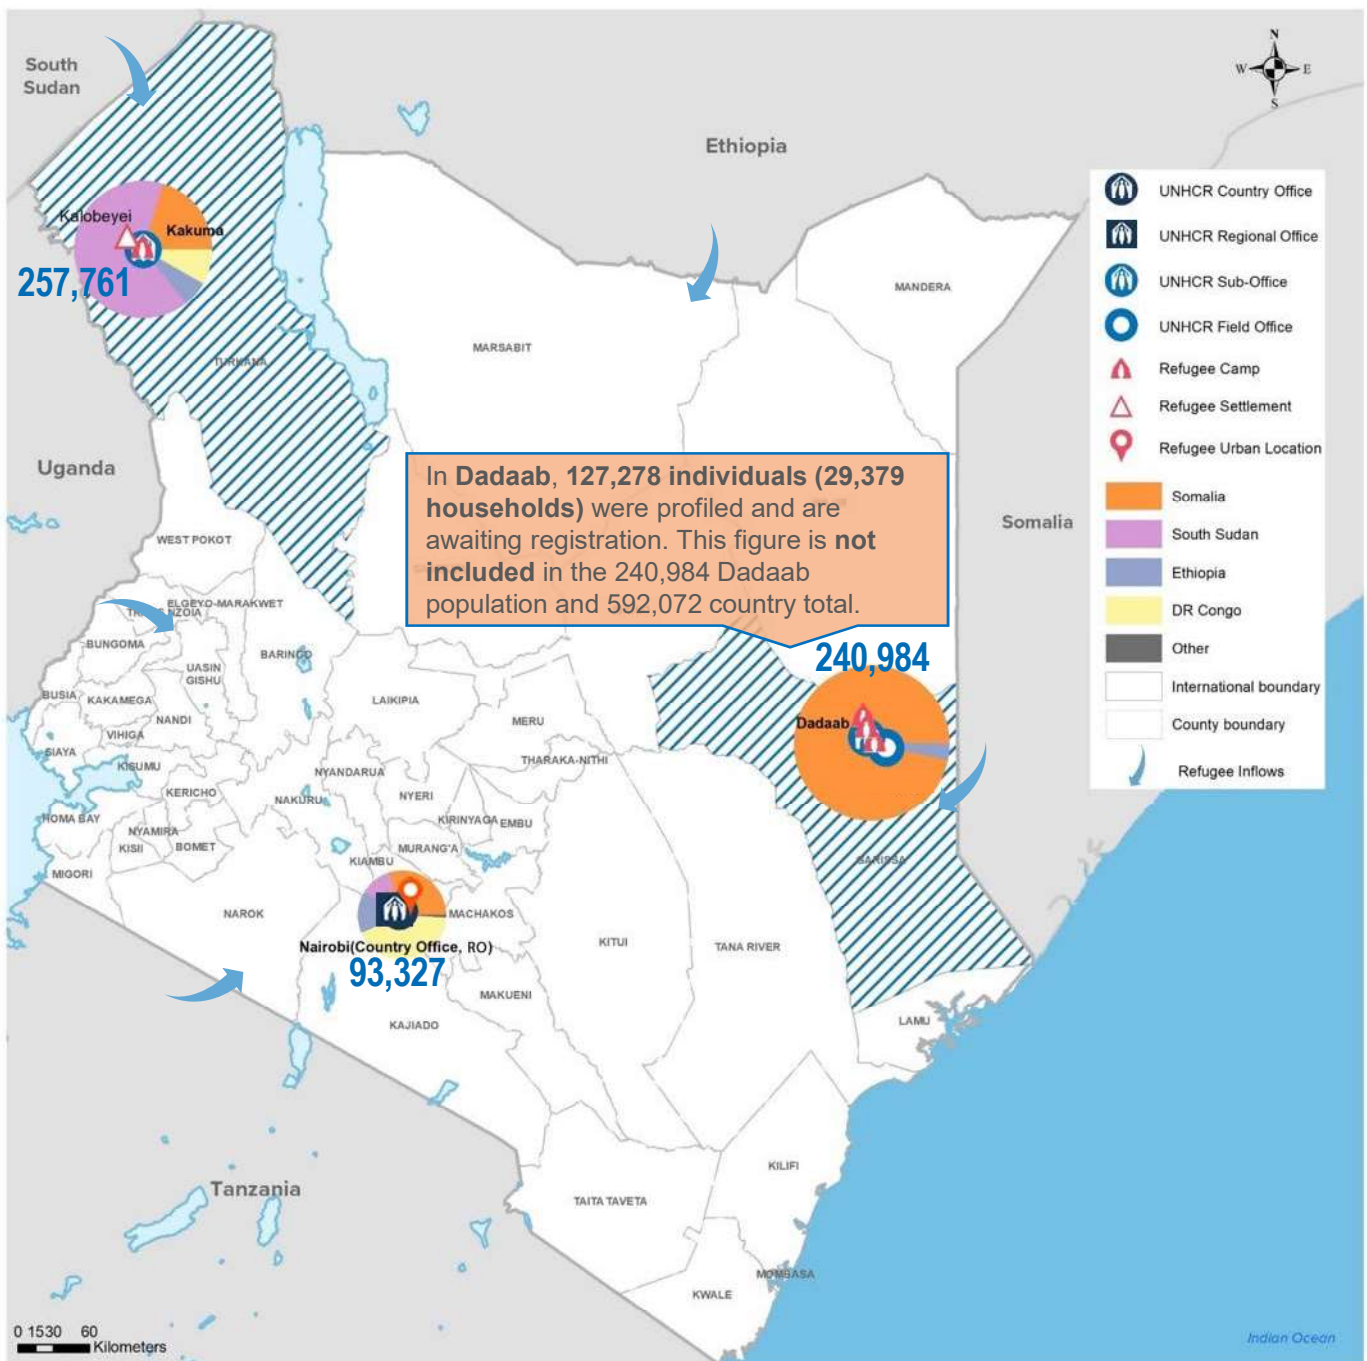 South
Sudan
Ethiopia
N
W E
S
UNHCR Country Office
UNHCR Regional Office
UNHCR Sub-Office
UNHCR Field Office
Refugee Camp
Refugee Settlement
Refugee Urban Location
Somalia
South Sudan
Ethiopia
DR Congo
Other
International boundary
County boundary
Refugee Inflows
Kalobeyei
Kakuma
257,761
TURKANA
MARSABIT
MANDERA
Uganda
Somalia
In Dadaab, 127,278 individuals (29,379
households) were profiled and are
awaiting registration. This figure is not
included in the 240,984 Dadaab
population and 592,072 country total.
240,984
Dadaab
GARISSA
WEST POKOT
ELGEYO-MARAKWET
NZOIA
BUNGOMA
UASIN
GISHU
BARINGO
BUSIA
KAKAMEGA
NANDI
LAIKIPIA
MERU
VIHIGA
SIAYA
KISUMU
NYANDARUA
THARAKA-NITHI
KERICHO
NAKURU
NYERI
HOMA BAY
NYAMIRA
KIRINYAGA
EMBU
KISII
BOMET
MURANG'A
KIAMBU
MIGORI
NAROK
MACHAKOS
Nairobi(Country Office, RO)
93,327
KITUI
TANA RIVER
MAKUENI
KAJIADO
LAMU
Tanzania
TAITA TAVETA
KILIFI
MOMBASA
KWALE
0 1530 60
Kilometers
Indian Ocean